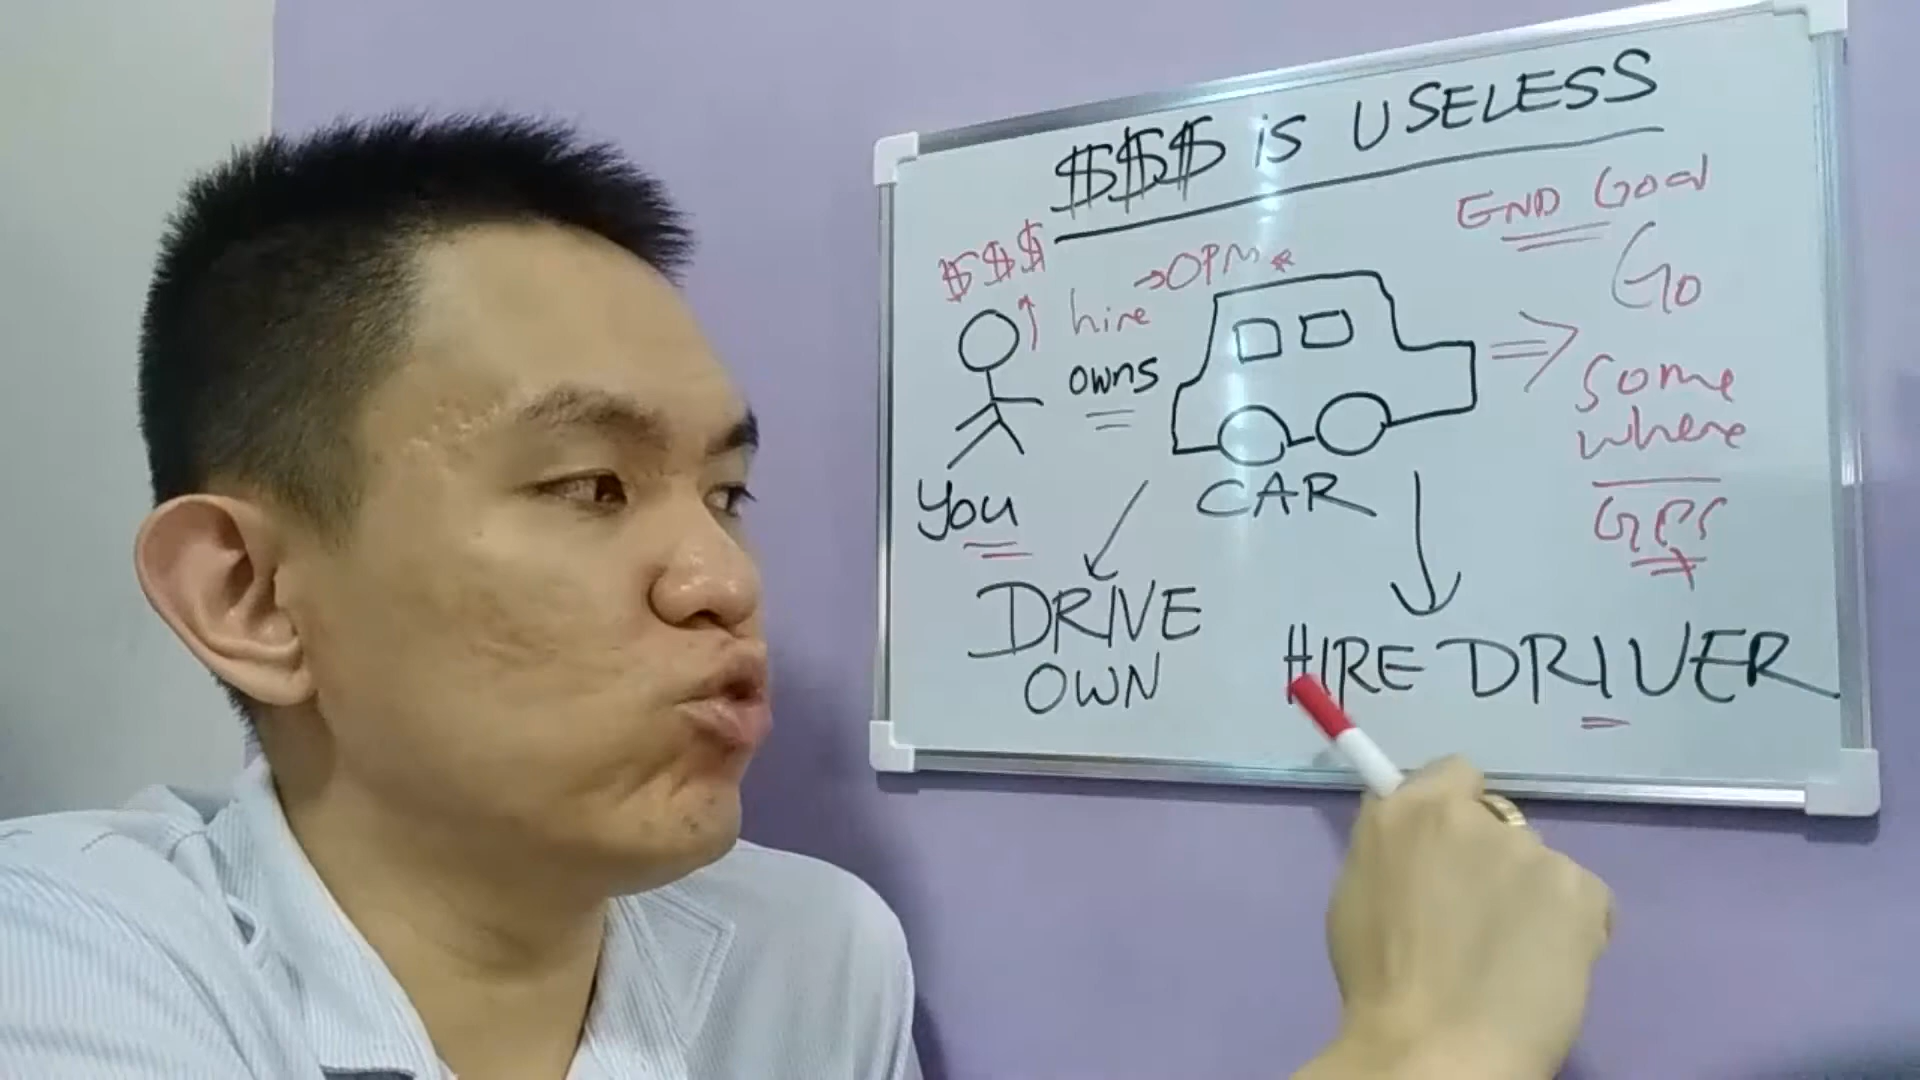 $$$ is USELESS
END Goal
$$$
→OPM *
hire
Go
owns
Some
where
YOU
CAR
GPS
DRIVE
OWN
HIRE DRIVER